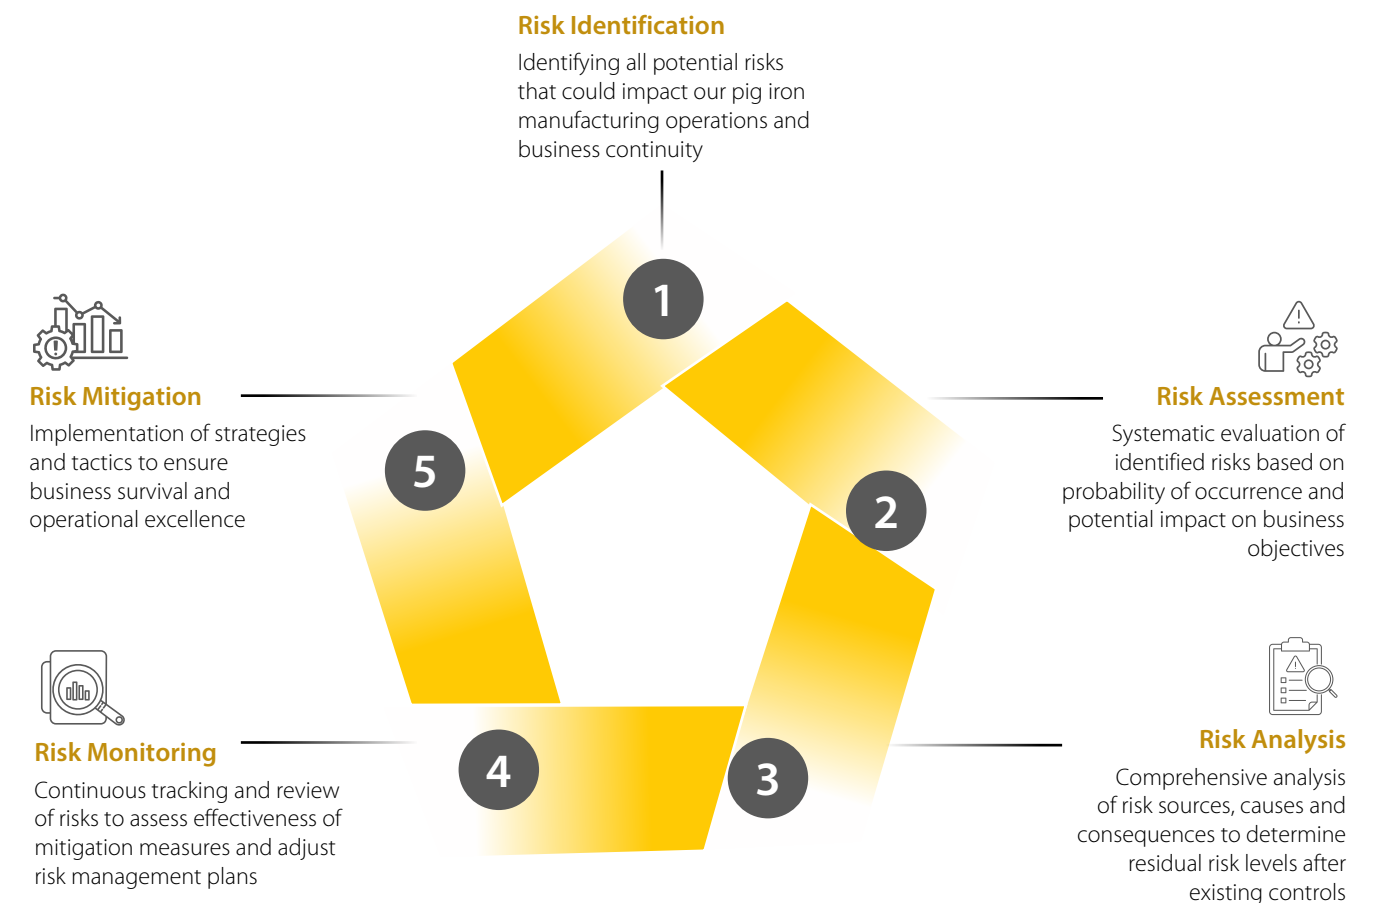 Risk Identification
Identifying all potential risks
that could impact our pig iron
manufacturing operations and
business continuity
1
Risk Assessment
Systematic evaluation of
identified risks based on
probability of occurrence and
potential impact on business
objectives
2
Risk Analysis
Comprehensive analysis
of risk sources, causes and
consequences to determine
residual risk levels after
existing controls
3
Risk Monitoring
Continuous tracking and review
of risks to assess effectiveness of
mitigation measures and adjust
risk management plans
4
Risk Mitigation
Implementation of strategies
and tactics to ensure
business survival and
operational excellence
5